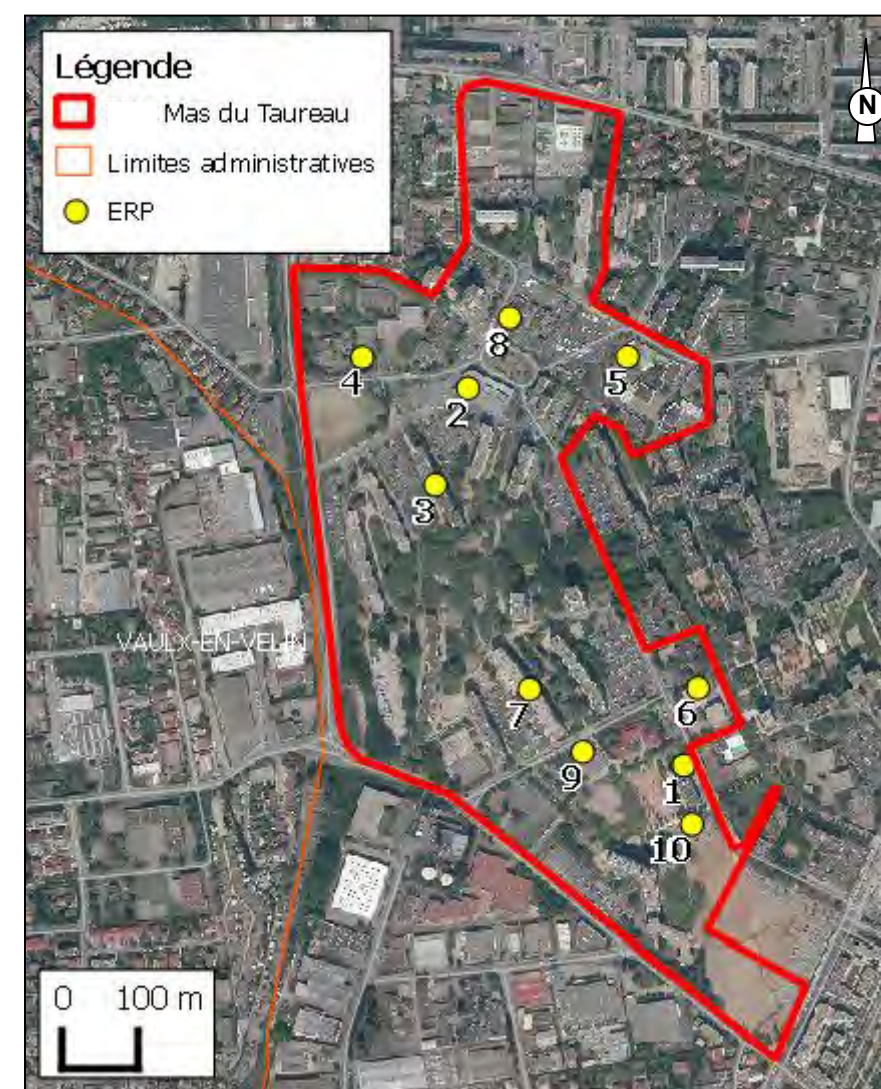 Légende
Mas du Taureau
Limites administratives
ERP
N
8
4
5
2
3
VAULX-EN-VELIN
7
6
9
1
10
0 100 m